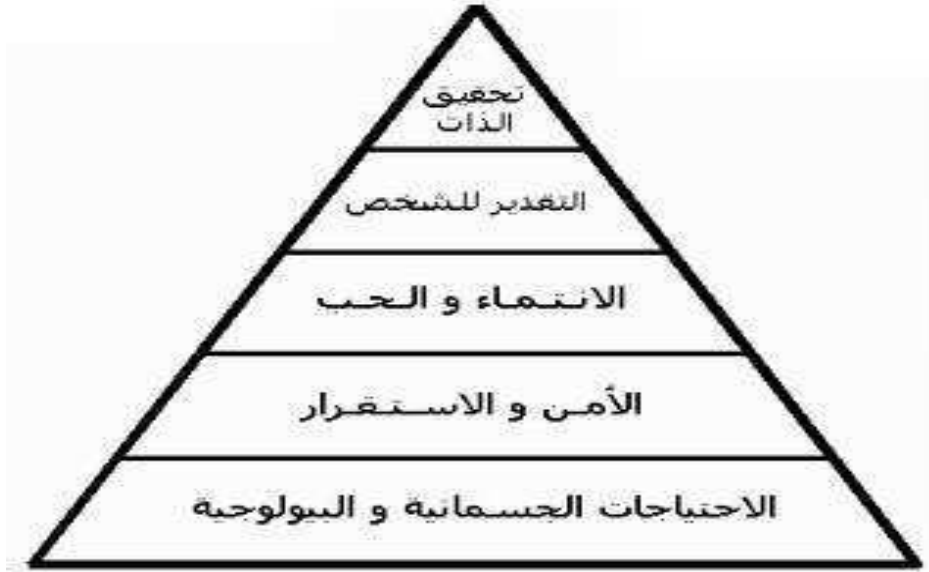 تحقيق
الذات
التقدير للشخص
الانتماء و الحب
الأمن و الاستقرار
الاحتياجات الجسمانية و البيولوجية